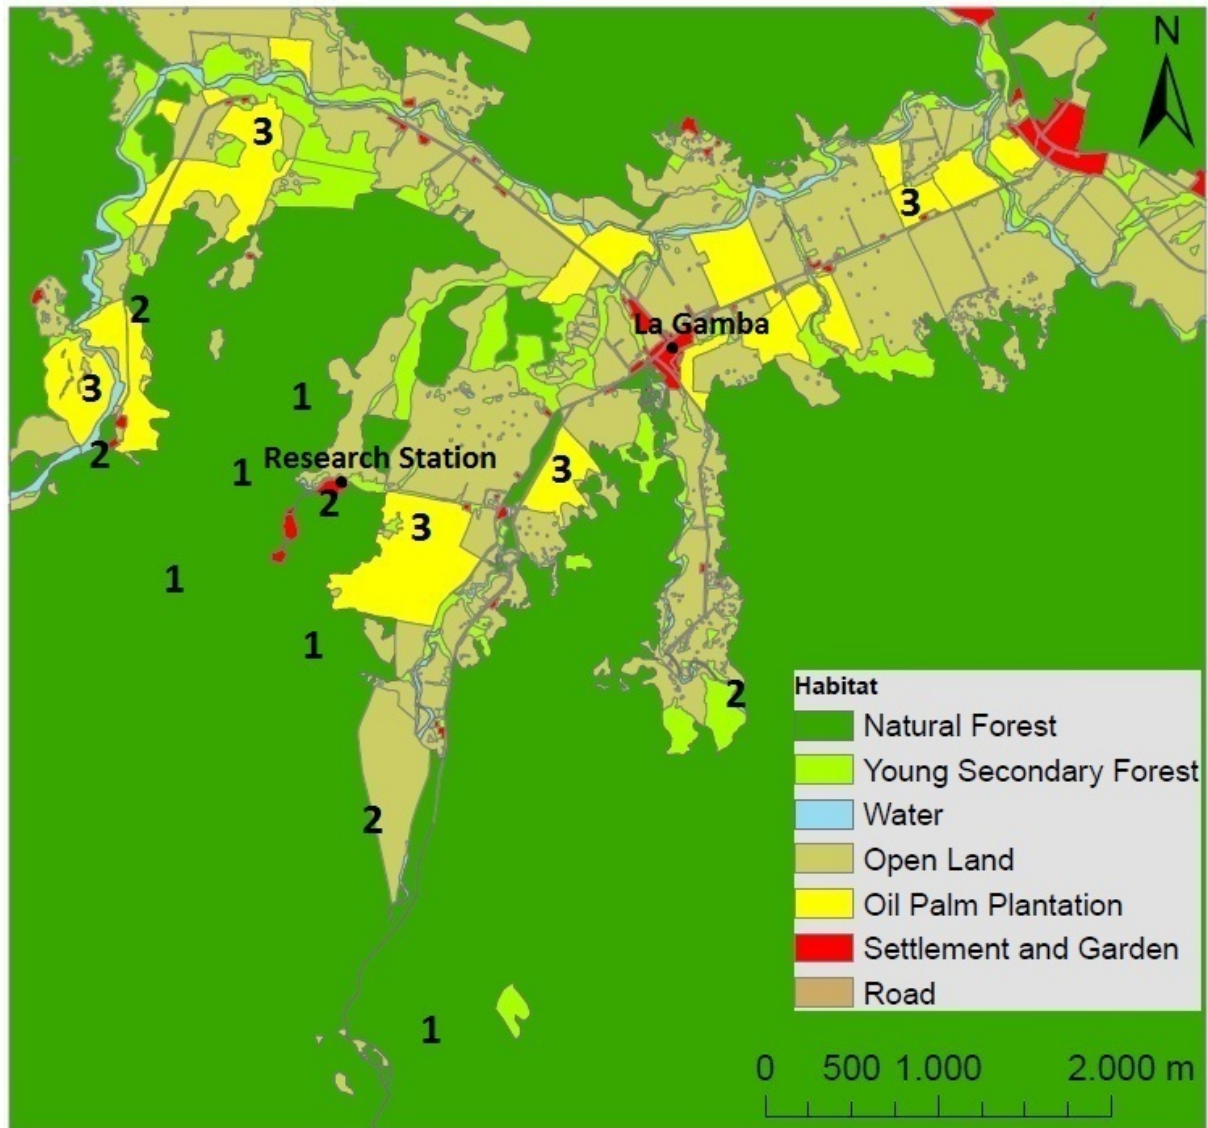 N
3
3
2
La Gamba
3
1
2
1
Research Station
3
2
3
1
1
2
Habitat
Natural Forest
Young Secondary Forest
Water
Open Land
Oil Palm Plantation
Settlement and Garden
Road
2
1
0 500 1.000 2.000 m